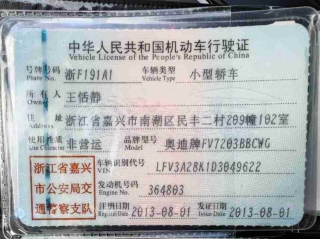 中华人民共和国机动车行驶证
Vehicle License of the People's Republic of China
号牌号码 浙F191A1 车辆类型 小型轿车
Plate No. Vehicle Type
所有人 王恬静
Owner
住址 浙江省嘉兴市南湖区民丰二村209幢102室
Address
使用性质 非营运 品牌型号 奥迪牌FV7203BBCWG
Use Character Model
浙江省嘉兴市公安局交通警察支队
车辆识别代号 LFV3A28K1D3049622
VIN
发动机号码 364803
Engine No.
注册日期 2013-08-01 发证日期 2013-08-01
Register Date Issue Date